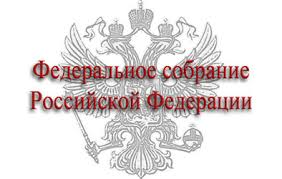 Федеральное собрание
Российской Федерации